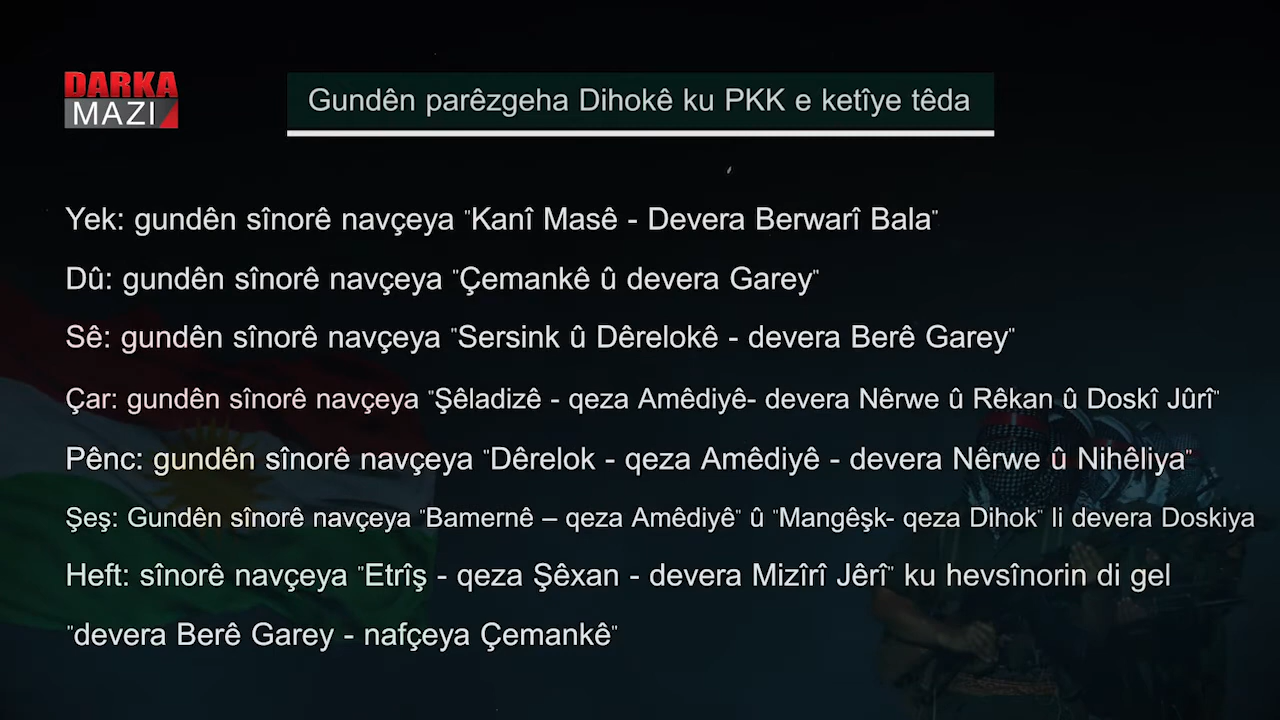 DARKA
MAZI
Gundên parêzgeha Dihokê ku PKK e ketîye têda
Yek: gundên sînorê navçeya "Kanî Masê - Devera Berwarî Bala"
Dû: gundên sînorê navçeya "Çemankê û devera Garey"
Sê: gundên sînorê navçeya "Sersink û Dêrelokê - devera Berê Garey"
Çar: gundên sînorê navçeya "Şêladizê - qeza Amêdiyê- devera Nêrwe û Rêkan û Doskî Jûrî"
Pênc: gundên sînorê navçeya "Dêrelok - qeza Amêdiyê - devera Nêrwe û Nihêliya"
Şeş: Gundên sînorê navçeya "Bamernê – qeza Amêdiyê" û "Mangêşk- qeza Dihok" li devera Doskiya
Heft: sînorê navçeya "Etrîş - qeza Şêxan - devera Mizîrî Jêrî" ku hevsînorin di gel
"devera Berê Garey - nafçeya Çemankê"